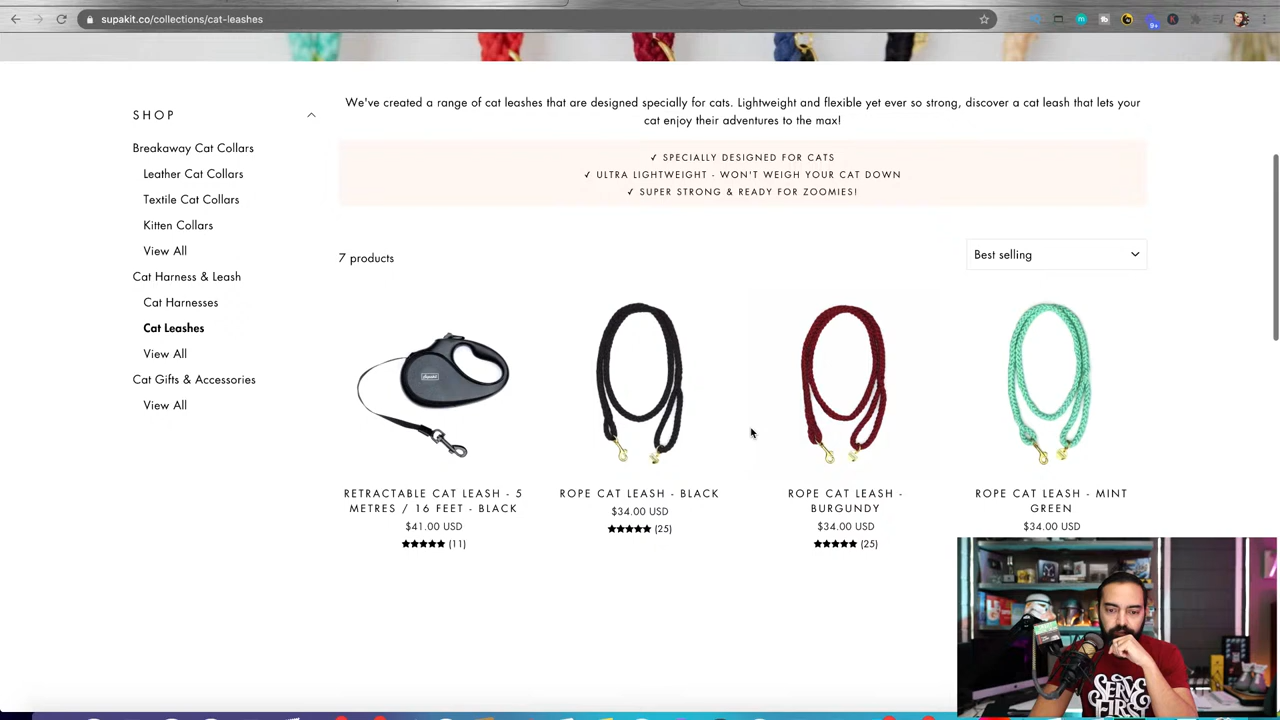 supakit.co/collections/cat-leashes
9+
We've created a range of cat leashes that are designed specially for cats. Lightweight and flexible yet ever so strong, discover a cat leash that lets your
cat enjoy their adventures to the max!
✓ SPECIALLY DESIGNED FOR CATS
✓ ULTRA LIGHTWEIGHT - WON'T WEIGH YOUR CAT DOWN
✓ SUPER STRONG & READY FOR ZOOMIES!
SHOP
Breakaway Cat Collars
Leather Cat Collars
Textile Cat Collars
Kitten Collars
View All
Cat Harness & Leash
Cat Harnesses
Cat Leashes
View All
Cat Gifts & Accessories
View All
7 products
Best selling
supakit
RETRACTABLE CAT LEASH - 5
METRES / 16 FEET - BLACK
$41.00 USD
★★★★★ (11)
ROPE CAT LEASH - BLACK
$34.00 USD
★★★★★ (25)
ROPE CAT LEASH -
BURGUNDY
$34.00 USD
★★★★★ (25)
ROPE CAT LEASH - MINT
GREEN
$34.00 USD
SERVE
FIRST